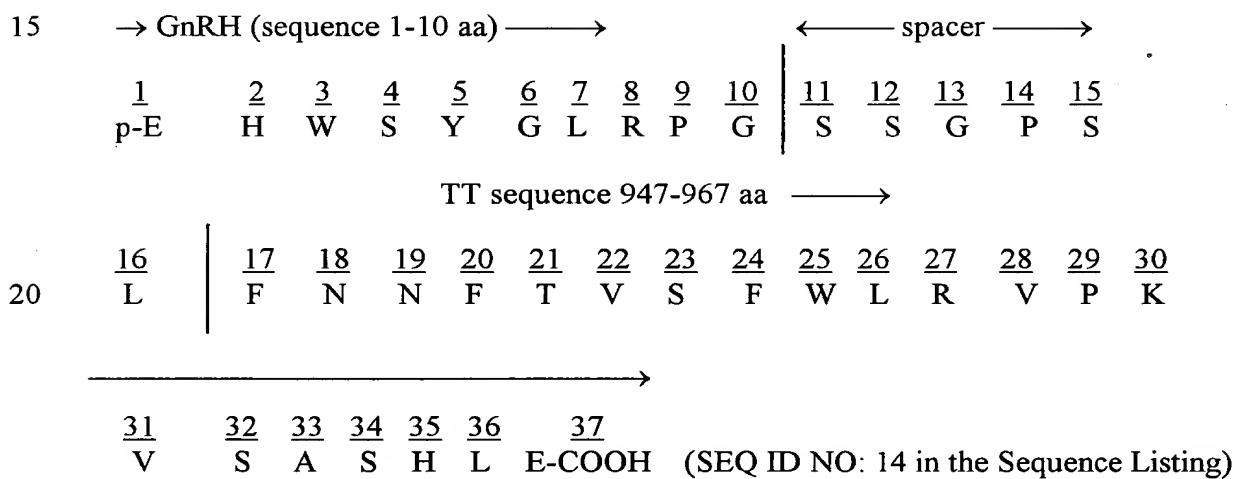 15 → GnRH (sequence 1-10 aa) ⟶ ⟵ spacer ⟶
1 2 3 4 5 6 7 8 9 10 11 12 13 14 15
p-E H W S Y G L R P G S S G P S
TT sequence 947-967 aa ⟶
16 17 18 19 20 21 22 23 24 25 26 27 28 29 30
20 L F N N F T V S F W L R V P K
31 32 33 34 35 36 37
V S A S H L E-COOH (SEQ ID NO: 14 in the Sequence Listing)